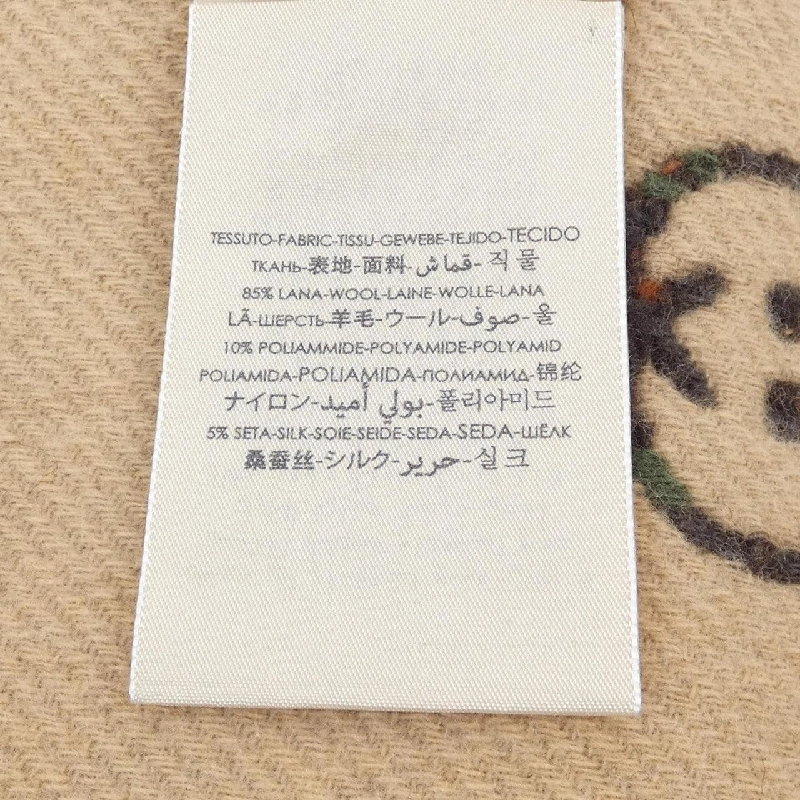 TESSUTO-FABRIC-TISSU-GEWEBE-TEJIDO-TECIDO
ТКАНЬ-表地-面料-قماش-직물
85% LANA-WOOL-LAINE-WOLLE-LANA
LÃ-ШЕРСТЬ-羊毛-ウール-صوف-울
10% POLIAMMIDE-POLYAMIDE-POLYAMID
POLIAMIDA-POLIAMIDA-ПОЛИАМИД-锦纶
ナイロン-بولي أميد-폴리아미드
5% SETA-SILK-SOIE-SEIDE-SEDA-SEDA-ШЁЛК
桑蚕丝-シルク-حرير-실크